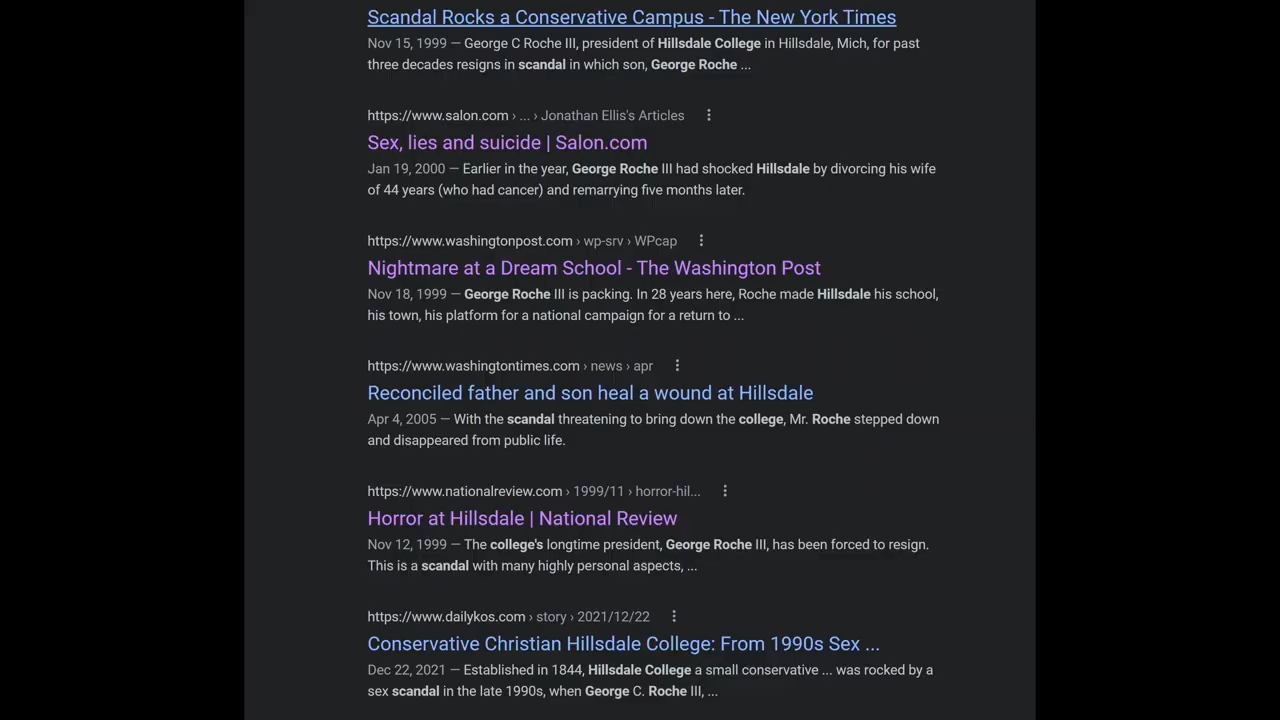 Scandal Rocks a Conservative Campus - The New York Times
Nov 15, 1999 — George C Roche III, president of Hillsdale College in Hillsdale, Mich, for past
three decades resigns in scandal in which son, George Roche ...
https://www.salon.com › ... › Jonathan Ellis's Articles
Sex, lies and suicide | Salon.com
Jan 19, 2000 — Earlier in the year, George Roche III had shocked Hillsdale by divorcing his wife
of 44 years (who had cancer) and remarrying five months later.
https://www.washingtonpost.com › wp-srv › WPcap
Nightmare at a Dream School - The Washington Post
Nov 18, 1999 — George Roche III is packing. In 28 years here, Roche made Hillsdale his school,
his town, his platform for a national campaign for a return to ...
https://www.washingtontimes.com › news › apr
Reconciled father and son heal a wound at Hillsdale
Apr 4, 2005 — With the scandal threatening to bring down the college, Mr. Roche stepped down
and disappeared from public life.
https://www.nationalreview.com › 1999/11 › horror-hil...
Horror at Hillsdale | National Review
Nov 12, 1999 — The college's longtime president, George Roche III, has been forced to resign.
This is a scandal with many highly personal aspects, ...
https://www.dailykos.com › story › 2021/12/22
Conservative Christian Hillsdale College: From 1990s Sex ...
Dec 22, 2021 — Established in 1844, Hillsdale College a small conservative ... was rocked by a
sex scandal in the late 1990s, when George C. Roche III, ...